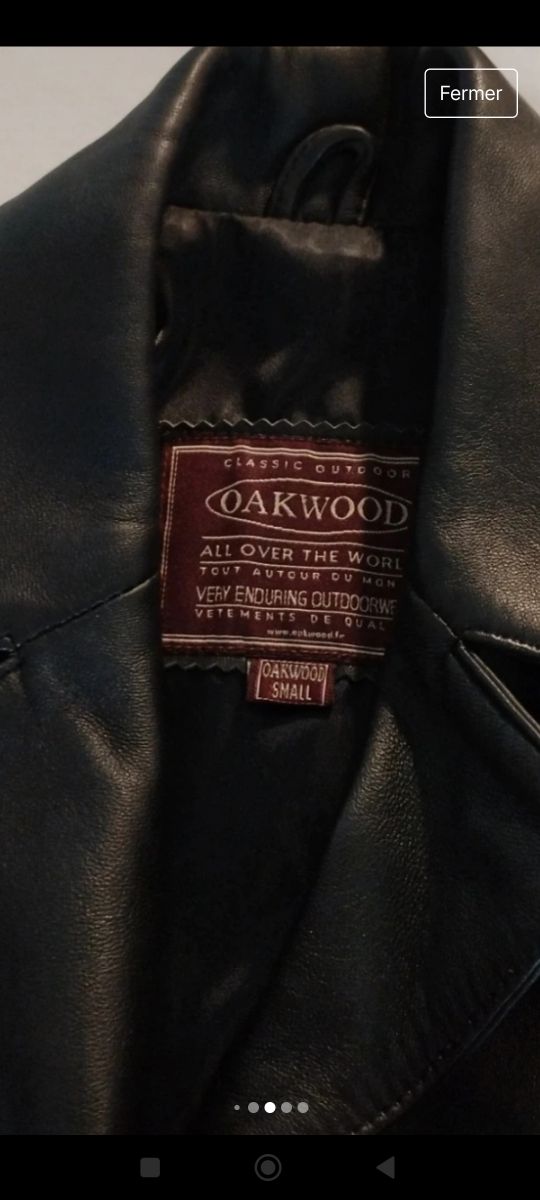 Fermer
CLASSIC OUTDOOR
OAKWOOD
ALL OVER THE WORL
TOUT AUTOUR DU MON
VERY ENDURING OUTDOORWE
VETEMENTS DE QUAL
www.oakwood.fr
OAKWOOD
SMALL